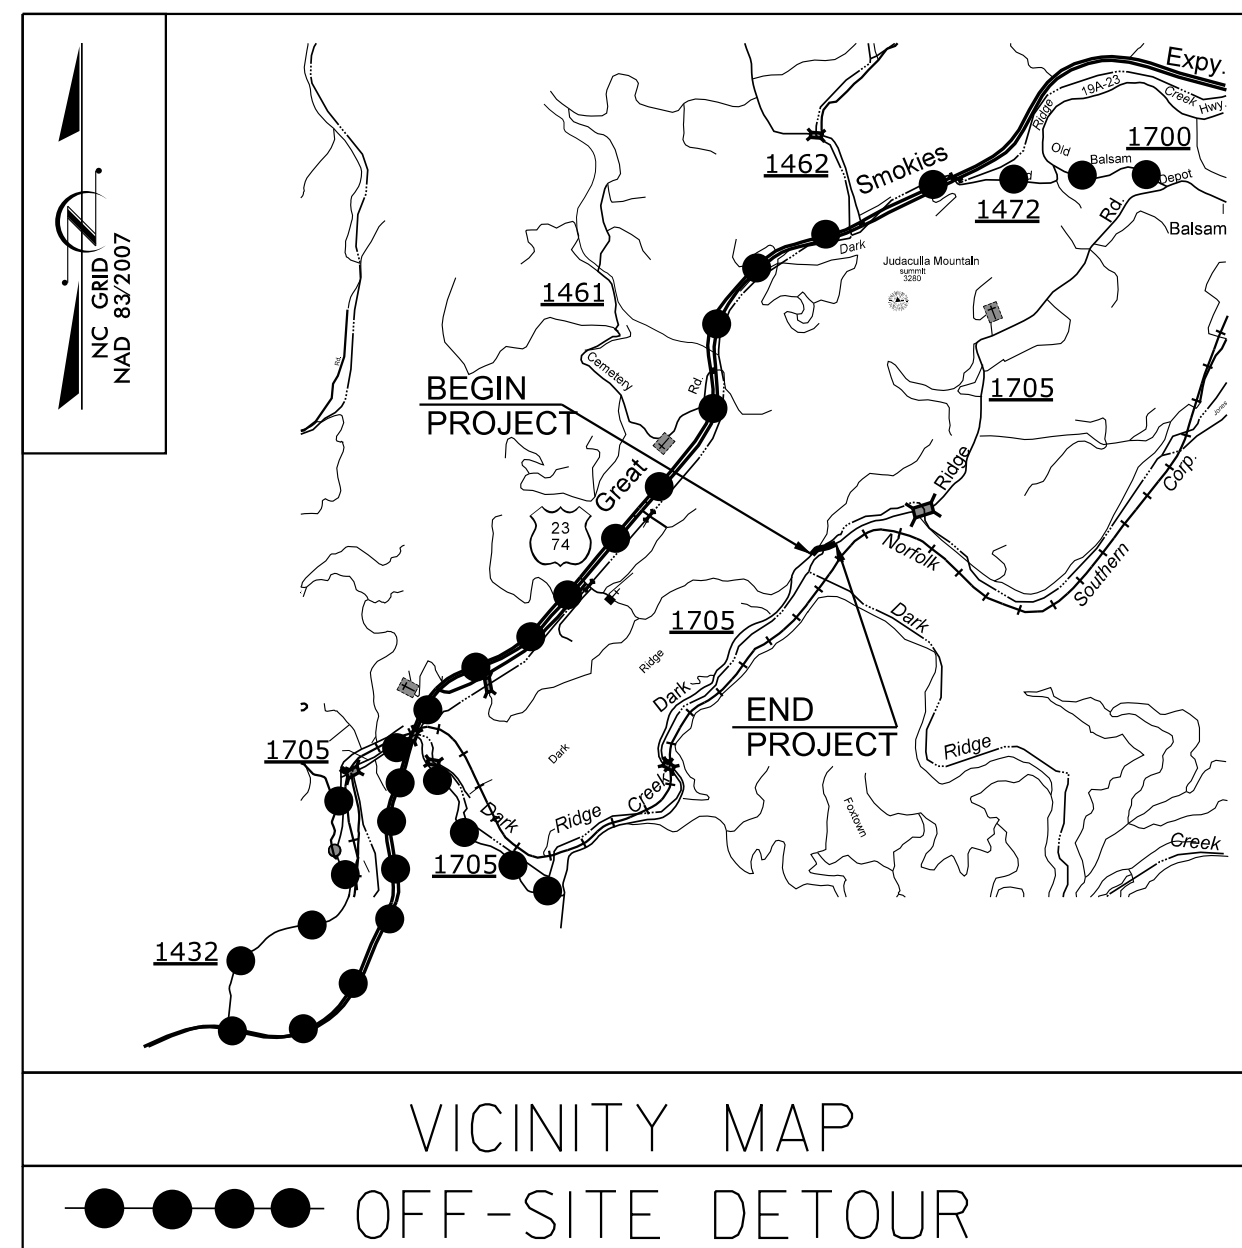 NC GRID
NAD 83/2007
Expy.
19A-23
Creek
Hwy.
Ridge
1700
Old
Balsam
Depot
1462
Smokies
Rd.
1472
Balsam
Dark
Judaculla Mountain
summit
3280
1461
Rd.
Cemetery
Rd.
1705
BEGIN
PROJECT
Jones
Great
Ridge
Corp.
23
74
Norfolk
Southern
1705
Dark
Ridge
Dark
END
PROJECT
Ridge
1705
Dark
Creek
Foxtown
Dark
Ridge
1705
Creek
1432
VICINITY MAP
OFF-SITE DETOUR